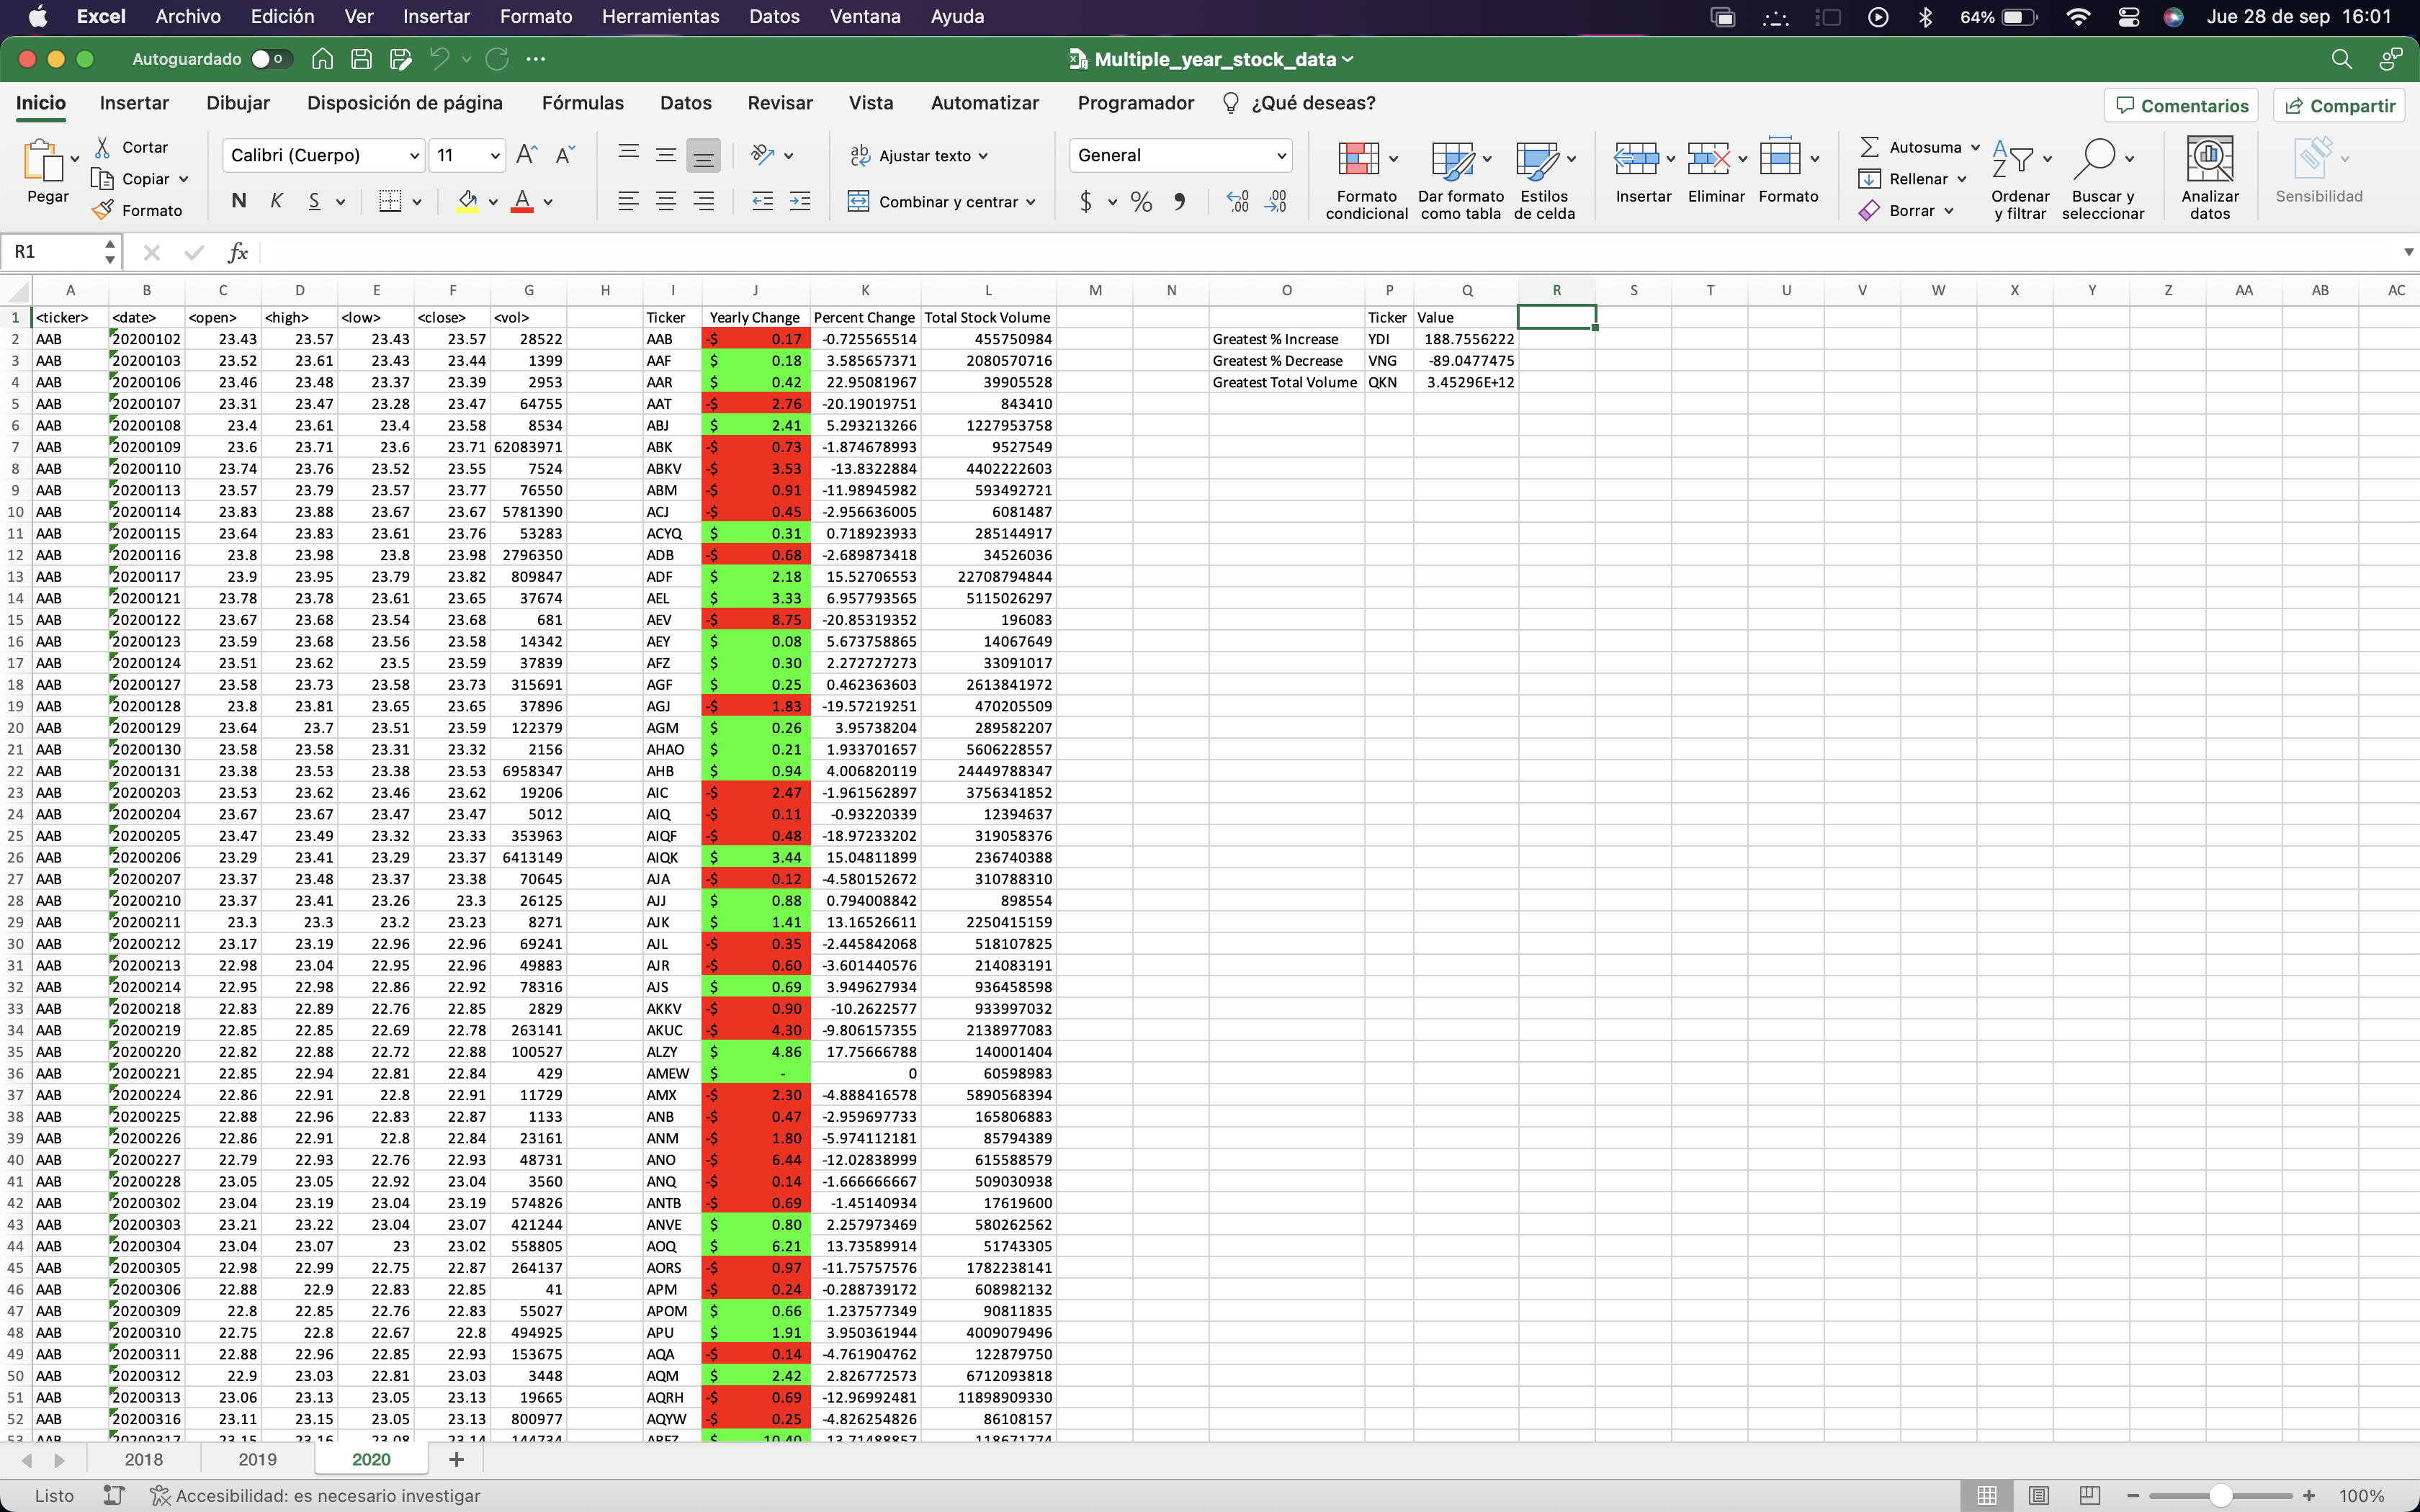 Excel Archivo Edición Ver Insertar Formato Herramientas Datos Ventana Ayuda 64% Jue 28 de sep 16:01
Autoguardado Multiple_year_stock_data
Inicio Insertar Dibujar Disposición de página Fórmulas Datos Revisar Vista Automatizar Programador ¿Qué deseas? Comentarios Compartir
Pegar Cortar Copiar Formato
Calibri (Cuerpo) 11
N K S
Ajustar texto
Combinar y centrar
General
$ % ,
Formato condicional Dar formato como tabla Estilos de celda
Insertar Eliminar Formato
Autosuma Rellenar Borrar
Ordenar y filtrar Buscar y seleccionar
Analizar datos
Sensibilidad
R1 fx
A B C D E F G H I J K L M N O P Q R S T U V W X Y Z AA AB AC
1 <ticker> <date> <open> <high> <low> <close> <vol> Ticker Yearly Change Percent Change Total Stock Volume Ticker Value
2 AAB 20200102 23.43 23.57 23.43 23.57 28522 AAB -$ 0.17 -0.725565514 455750984 Greatest % Increase YDI 188.7556222
3 AAB 20200103 23.52 23.61 23.43 23.44 1399 AAF $ 0.18 3.585657371 2080570716 Greatest % Decrease VNG -89.0477475
4 AAB 20200106 23.46 23.48 23.37 23.39 2953 AAR $ 0.42 22.95081967 39905528 Greatest Total Volume QKN 3.45296E+12
5 AAB 20200107 23.31 23.47 23.28 23.47 64755 AAT -$ 2.76 -20.19019751 843410
6 AAB 20200108 23.4 23.61 23.4 23.58 8534 ABJ $ 2.41 5.293213266 1227953758
7 AAB 20200109 23.6 23.71 23.6 23.71 62083971 ABK -$ 0.73 -1.874678993 9527549
8 AAB 20200110 23.74 23.76 23.52 23.55 7524 ABKV -$ 3.53 -13.8322884 4402222603
9 AAB 20200113 23.57 23.79 23.57 23.77 76550 ABM -$ 0.91 -11.98945982 593492721
10 AAB 20200114 23.83 23.88 23.67 23.67 5781390 ACJ -$ 0.45 -2.956636005 6081487
11 AAB 20200115 23.64 23.83 23.61 23.76 53283 ACYQ $ 0.31 0.718923933 285144917
12 AAB 20200116 23.8 23.98 23.8 23.98 2796350 ADB -$ 0.68 -2.689873418 34526036
13 AAB 20200117 23.9 23.95 23.79 23.82 809847 ADF $ 2.18 15.52706553 22708794844
14 AAB 20200121 23.78 23.78 23.61 23.65 37674 AEL $ 3.33 6.957793565 5115026297
15 AAB 20200122 23.67 23.68 23.54 23.68 681 AEV -$ 8.75 -20.85319352 196083
16 AAB 20200123 23.59 23.68 23.56 23.58 14342 AEY $ 0.08 5.673758865 14067649
17 AAB 20200124 23.51 23.62 23.5 23.59 37839 AFZ $ 0.30 2.272727273 33091017
18 AAB 20200127 23.58 23.73 23.58 23.73 315691 AGF $ 0.25 0.462363603 2613841972
19 AAB 20200128 23.8 23.81 23.65 23.65 37896 AGJ -$ 1.83 -19.57219251 470205509
20 AAB 20200129 23.64 23.7 23.51 23.59 122379 AGM $ 0.26 3.95738204 289582207
21 AAB 20200130 23.58 23.58 23.31 23.32 2156 AHAO $ 0.21 1.933701657 5606228557
22 AAB 20200131 23.38 23.53 23.38 23.53 6958347 AHB $ 0.94 4.006820119 24449788347
23 AAB 20200203 23.53 23.62 23.46 23.62 19206 AIC -$ 2.47 -1.961562897 3756341852
24 AAB 20200204 23.67 23.67 23.47 23.47 5012 AIQ -$ 0.11 -0.93220339 12394637
25 AAB 20200205 23.47 23.49 23.32 23.33 353963 AIQF -$ 0.48 -18.97233202 319058376
26 AAB 20200206 23.29 23.41 23.29 23.37 6413149 AIQK $ 3.44 15.04811899 236740388
27 AAB 20200207 23.37 23.48 23.37 23.38 70645 AJA -$ 0.12 -4.580152672 310788310
28 AAB 20200210 23.37 23.41 23.26 23.3 26125 AJJ $ 0.88 0.794008842 898554
29 AAB 20200211 23.3 23.3 23.2 23.23 8271 AJK $ 1.41 13.16526611 2250415159
30 AAB 20200212 23.17 23.19 22.96 22.96 69241 AJL -$ 0.35 -2.445842068 518107825
31 AAB 20200213 22.98 23.04 22.95 22.96 49883 AJR -$ 0.60 -3.601440576 214083191
32 AAB 20200214 22.95 22.98 22.86 22.92 78316 AJS $ 0.69 3.949627934 936458598
33 AAB 20200218 22.83 22.89 22.76 22.85 2829 AKKV -$ 0.90 -10.2622577 933997032
34 AAB 20200219 22.85 22.85 22.69 22.78 263141 AKUC -$ 4.30 -9.806157355 2138977083
35 AAB 20200220 22.82 22.88 22.72 22.88 100527 ALZY $ 4.86 17.75666788 140001404
36 AAB 20200221 22.85 22.94 22.81 22.84 429 AMEW $ - 0 60598983
37 AAB 20200224 22.86 22.91 22.8 22.91 11729 AMX -$ 2.30 -4.888416578 5890568394
38 AAB 20200225 22.88 22.96 22.83 22.87 1133 ANB -$ 0.47 -2.959697733 165806883
39 AAB 20200226 22.86 22.91 22.8 22.84 23161 ANM -$ 1.80 -5.974112181 85794389
40 AAB 20200227 22.79 22.93 22.76 22.93 48731 ANO -$ 6.44 -12.02838999 615588579
41 AAB 20200228 23.05 23.05 22.92 23.04 3560 ANQ -$ 0.14 -1.666666667 509030938
42 AAB 20200302 23.04 23.19 23.04 23.19 574826 ANTB -$ 0.69 -1.45140934 17619600
43 AAB 20200303 23.21 23.22 23.04 23.07 421244 ANVE $ 0.80 2.257973469 580262562
44 AAB 20200304 23.04 23.07 23 23.02 558805 AOQ $ 6.21 13.73589914 51743305
45 AAB 20200305 22.98 22.99 22.75 22.87 264137 AORS -$ 0.97 -11.75757576 1782238141
46 AAB 20200306 22.88 22.9 22.83 22.85 41 APM -$ 0.24 -0.288739172 608982132
47 AAB 20200309 22.8 22.85 22.76 22.83 55027 APOM $ 0.66 1.237577349 90811835
48 AAB 20200310 22.75 22.8 22.67 22.8 494925 APU $ 1.91 3.950361944 4009079496
49 AAB 20200311 22.88 22.96 22.85 22.93 153675 AQA -$ 0.14 -4.761904762 122879750
50 AAB 20200312 22.9 23.03 22.81 23.03 3448 AQM $ 2.42 2.826772573 6712093818
51 AAB 20200313 23.06 23.13 23.05 23.13 19665 AQRH -$ 0.69 -12.96992481 11898909330
52 AAB 20200316 23.11 23.15 23.05 23.13 800977 AQYW -$ 0.25 -4.826254826 86108157
53 AAB 20200317 23.15 23.16 23.08 23.14 144734 $ 10.40 13.71488857 118671774
2018 2019 2020 +
Listo Accesibilidad: es necesario investigar 100%